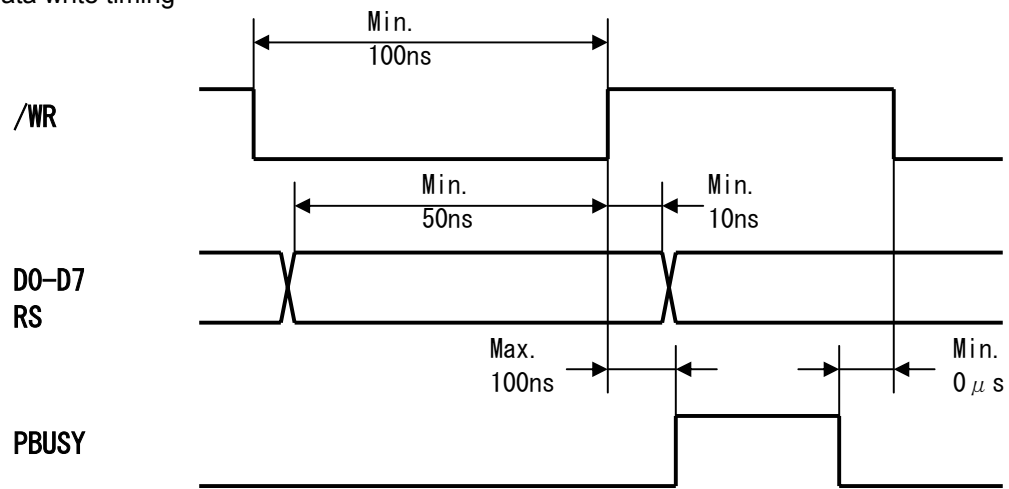 ata write timing
Min.
100ns
/WR
Min.
50ns
Min.
10ns
D0-D7
RS
Max.
100ns
Min.
0μs
PBUSY